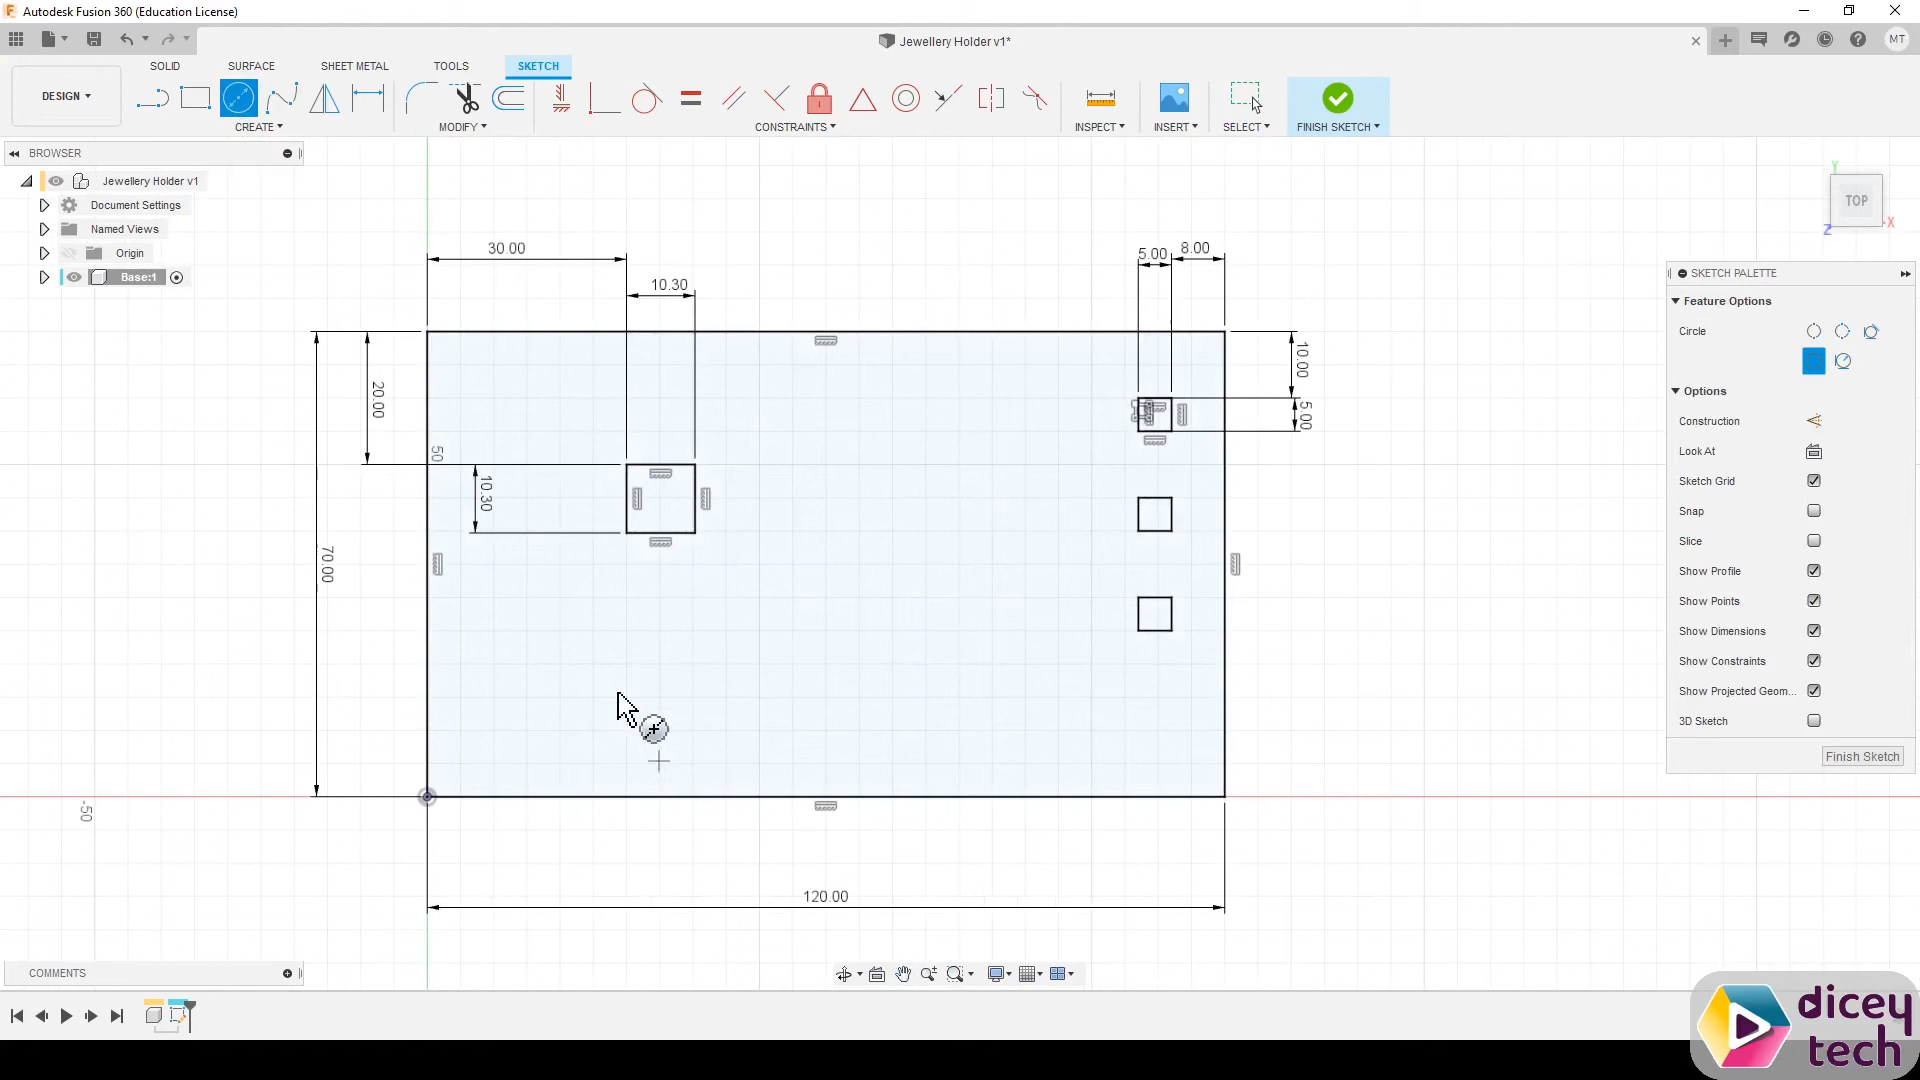 Autodesk Fusion 360 (Education License)
Jewellery Holder v1*
MT
DESIGN
SOLID SURFACE SHEET METAL TOOLS SKETCH
CREATE MODIFY CONSTRAINTS INSPECT INSERT SELECT FINISH SKETCH
BROWSER
Jewellery Holder v1
Document Settings
Named Views
Origin
Base:1
Y
TOP
X
Z
30.00
5.00
8.00
10.30
20.00
10.00
5.00
50
10.30
70.00
-50
120.00
SKETCH PALETTE
Feature Options
Circle
Options
Construction
Look At
Sketch Grid
Snap
Slice
Show Profile
Show Points
Show Dimensions
Show Constraints
Show Projected Geom...
3D Sketch
Finish Sketch
COMMENTS
dicey
tech